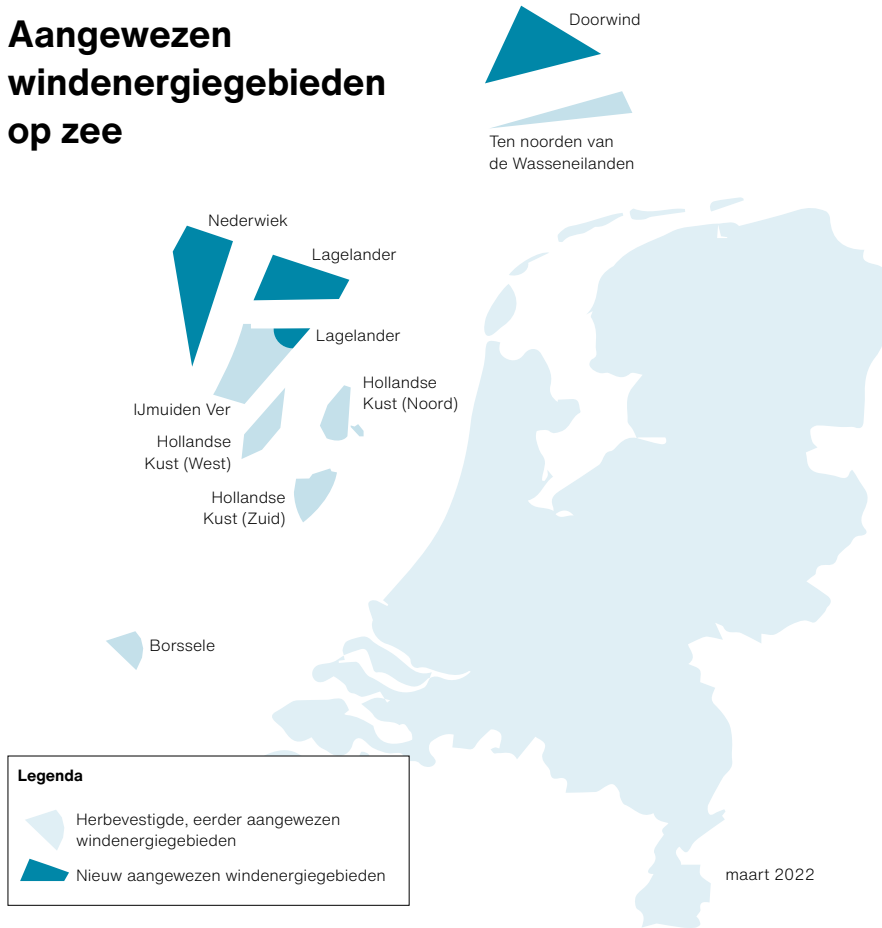 Aangewezen
windenergiegebieden
op zee
Doorwind
Ten noorden van
de Wasseneilanden
Nederwiek
Lagelander
Lagelander
Hollandse
Kust (Noord)
IJmuiden Ver
Hollandse
Kust (West)
Hollandse
Kust (Zuid)
Borssele
Legenda
Herbevestigde, eerder aangewezen
windenergiegebieden
Nieuw aangewezen windenergiegebieden
maart 2022